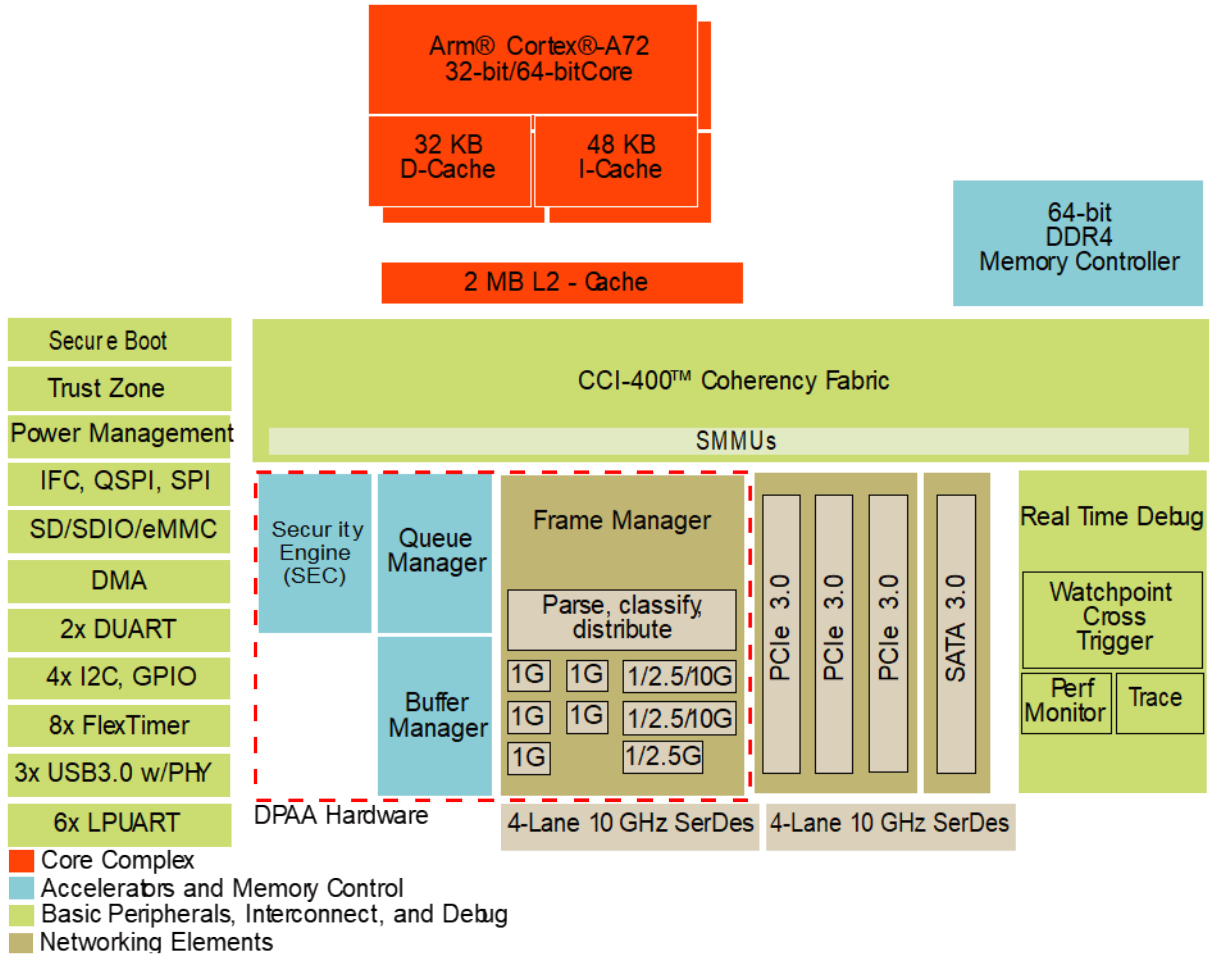 Arm® Cortex®-A72
32-bit/64-bitCore
32 KB
D-Cache
48 KB
I-Cache
64-bit
DDR4
Memory Controller
2 MB L2 - Cache
Secure Boot
Trust Zone
Power Management
IFC, QSPI, SPI
SD/SDIO/eMMC
DMA
2x DUART
4x I2C, GPIO
8x FlexTimer
3x USB3.0 w/PHY
6x LPUART
CCI-400™ Coherency Fabric
SMMUs
Security
Engine
(SEC)
Queue
Manager
Buffer
Manager
Frame Manager
Parse, classify,
distribute
1G 1G 1/2.5/10G
1G 1G 1/2.5/10G
1G 1/2.5G
PCIe 3.0
PCIe 3.0
PCIe 3.0
SATA 3.0
Real Time Debug
Watchpoint
Cross
Trigger
Perf
Monitor
Trace
DPAA Hardware
4-Lane 10 GHz SerDes
4-Lane 10 GHz SerDes
Core Complex
Accelerators and Memory Control
Basic Peripherals, Interconnect, and Debug
Networking Elements